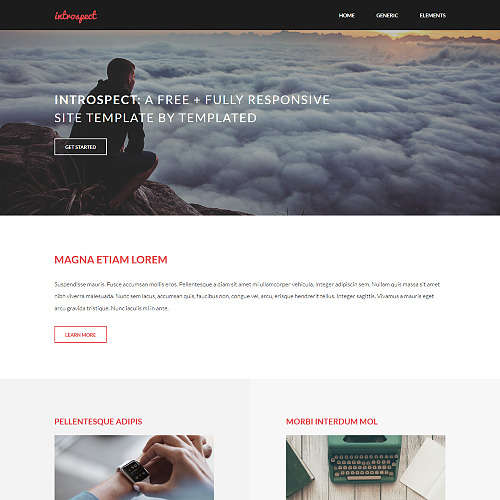 introspect
HOME GENERIC ELEMENTS
INTROSPECT: A FREE + FULLY RESPONSIVE
SITE TEMPLATE BY TEMPLATED
GET STARTED
MAGNA ETIAM LOREM
Suspendisse mauris. Fusce accumsan mollis eros. Pellentesque a diam sit amet mi ullamcorper vehicula. Integer adipiscin sem. Nullam quis massa sit amet
nibh viverra malesuada. Nunc sem lacus, accumsan quis, faucibus non, congue vel, arcu, erisque hendrerit tellus. Integer sagittis. Vivamus a mauris eget
arcu gravida tristique. Nunc iaculis mi in ante.
LEARN MORE
PELLENTESQUE ADIPIS
MORBI INTERDUM MOL